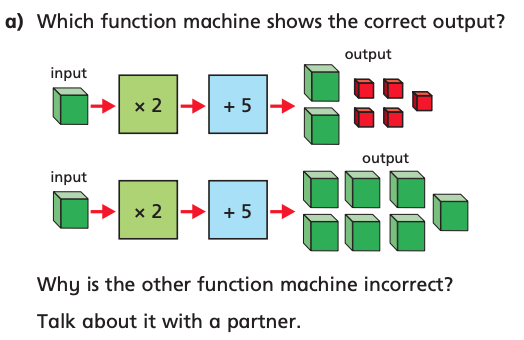 a) Which function machine shows the correct output?
output
input
× 2
+ 5
output
input
× 2
+ 5
Why is the other function machine incorrect?
Talk about it with a partner.